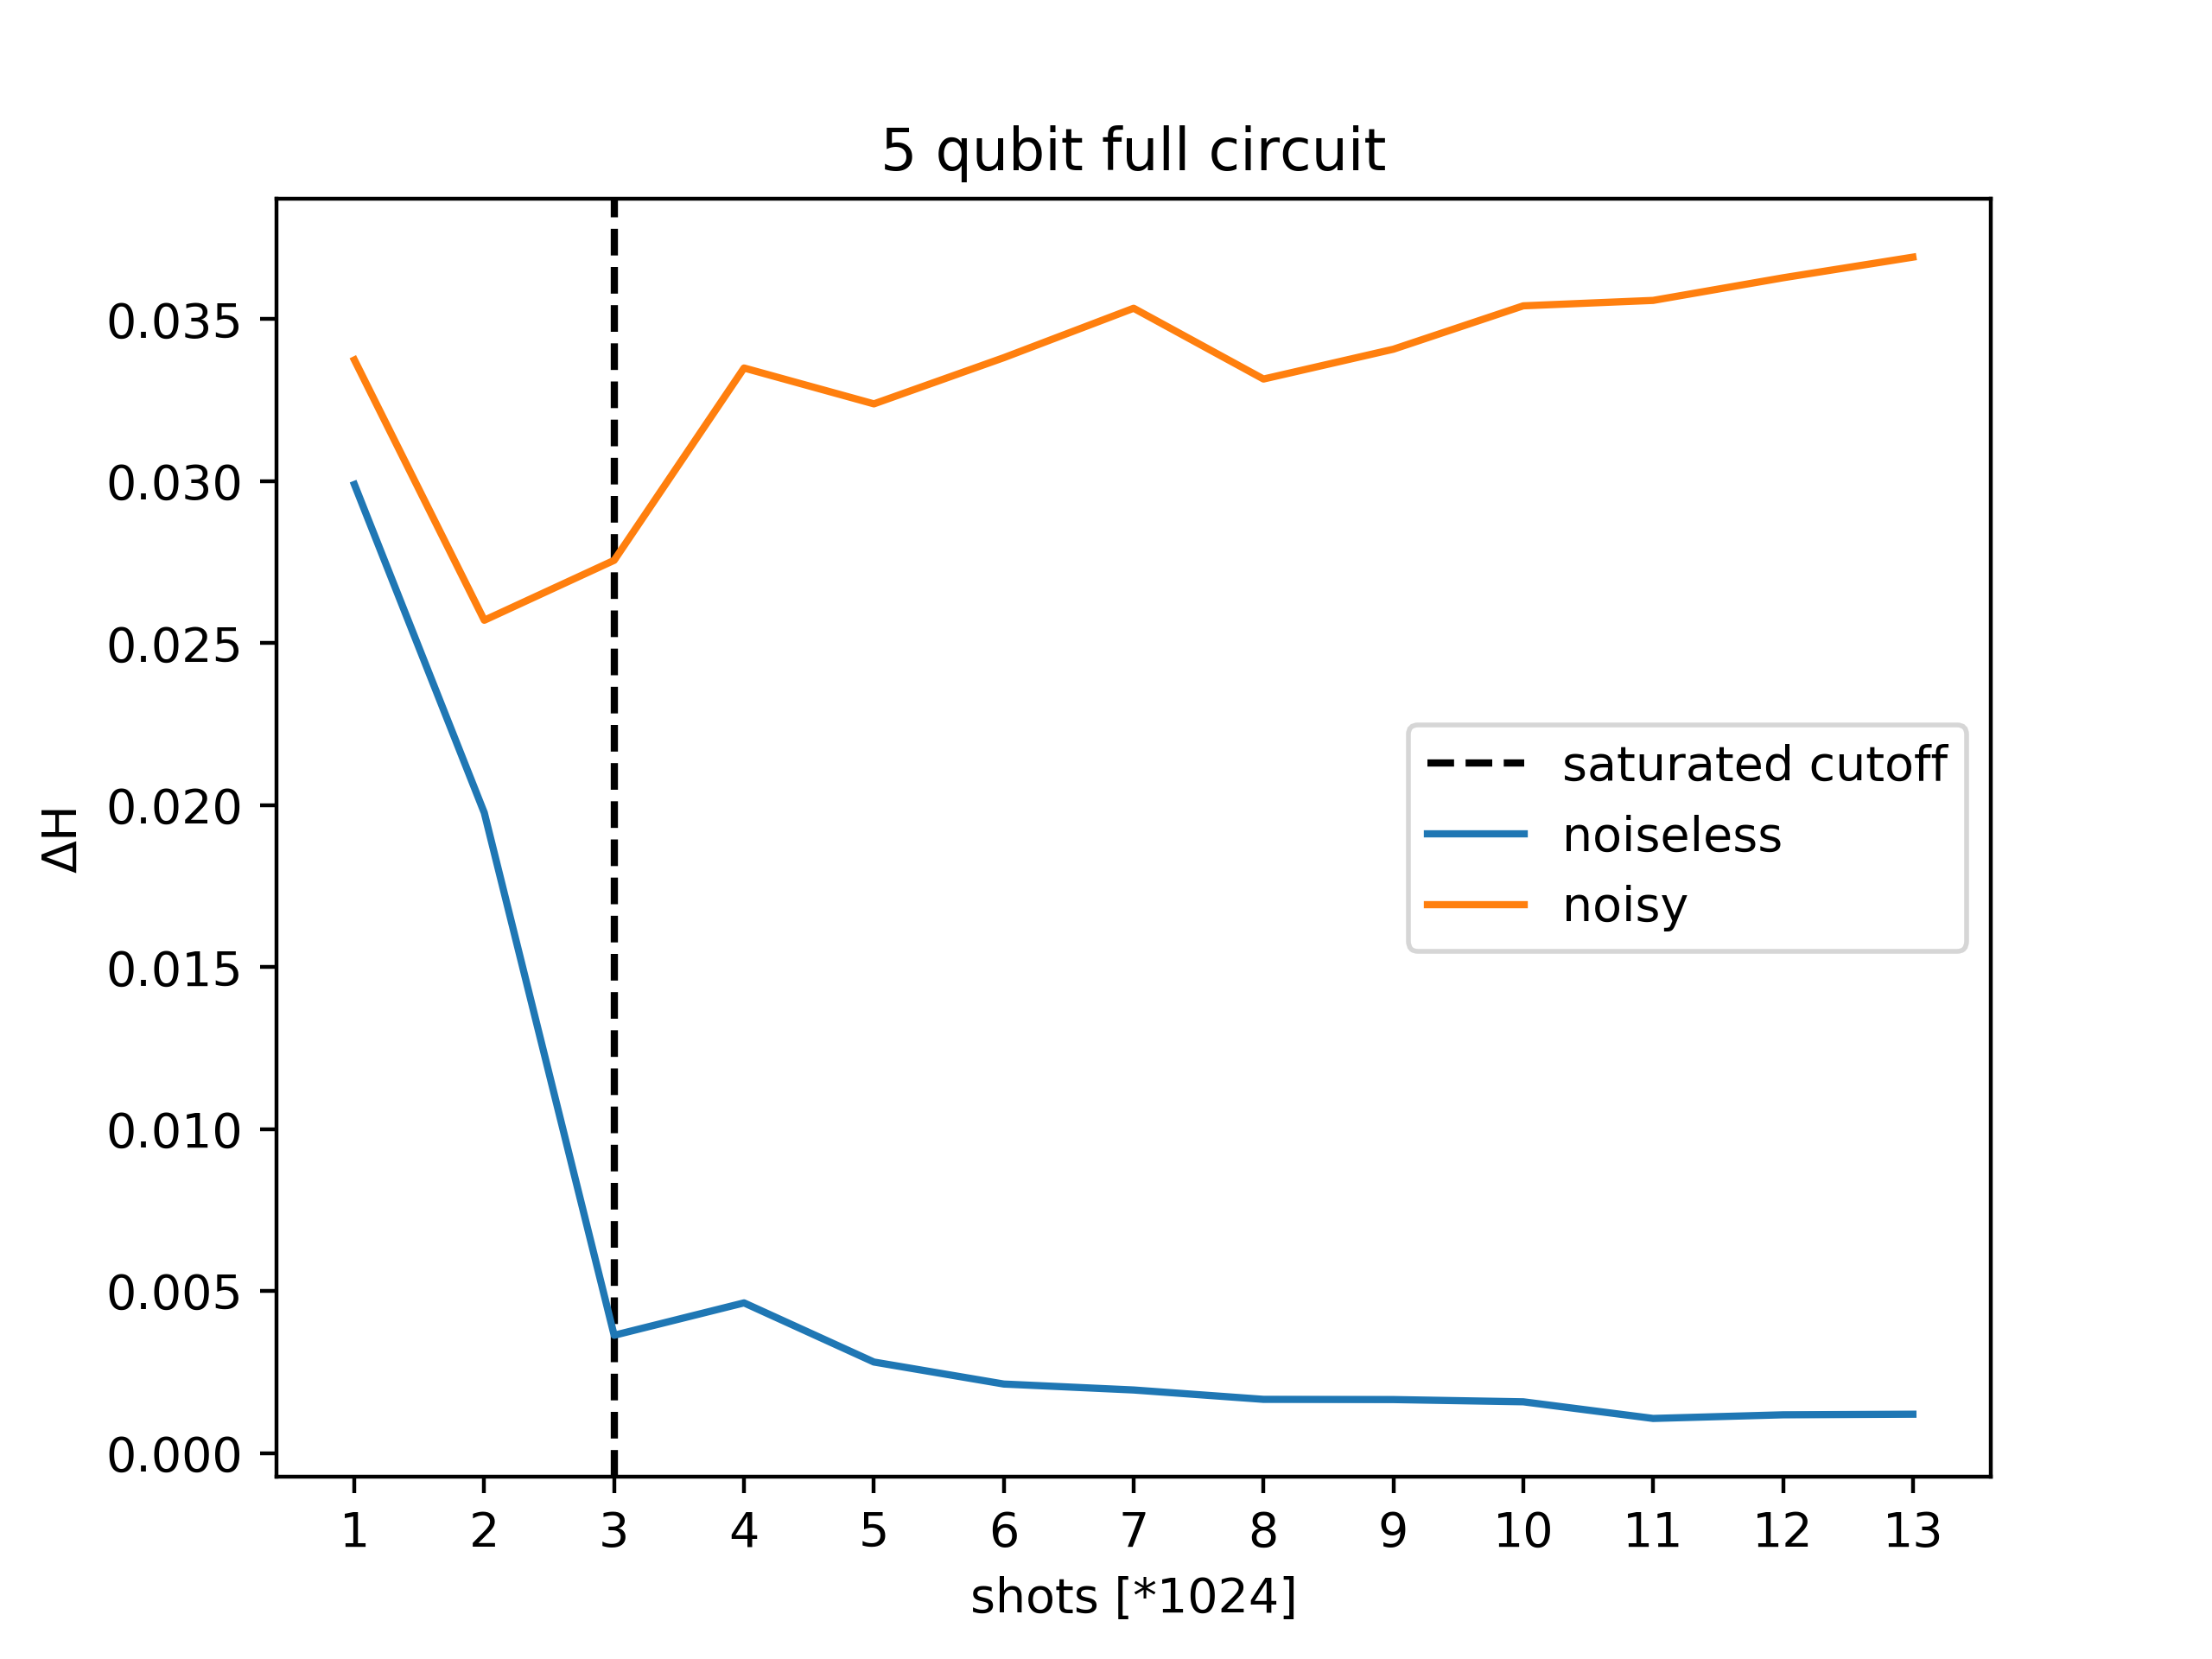 5 qubit full circuit
ΔH
0.035
0.030
0.025
0.020
0.015
0.010
0.005
0.000
saturated cutoff
noiseless
noisy
1 2 3 4 5 6 7 8 9 10 11 12 13
shots [*1024]